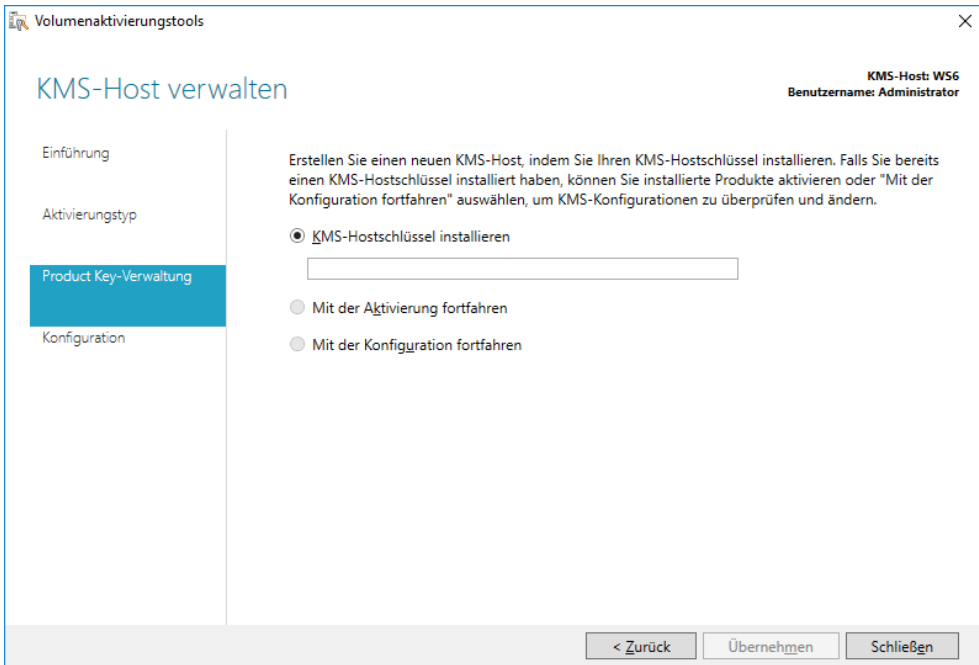 Volumenaktivierungstools
KMS-Host verwalten
KMS-Host: WS6
Benutzername: Administrator
Einführung
Aktivierungstyp
Product Key-Verwaltung
Konfiguration
Erstellen Sie einen neuen KMS-Host, indem Sie Ihren KMS-Hostschlüssel installieren. Falls Sie bereits
einen KMS-Hostschlüssel installiert haben, können Sie installierte Produkte aktivieren oder "Mit der
Konfiguration fortfahren" auswählen, um KMS-Konfigurationen zu überprüfen und ändern.
KMS-Hostschlüssel installieren
Mit der Aktivierung fortfahren
Mit der Konfiguration fortfahren
< Zurück
Übernehmen
Schließen